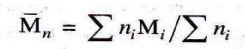 M̄ₙ = ∑ nᵢMᵢ/∑ nᵢ